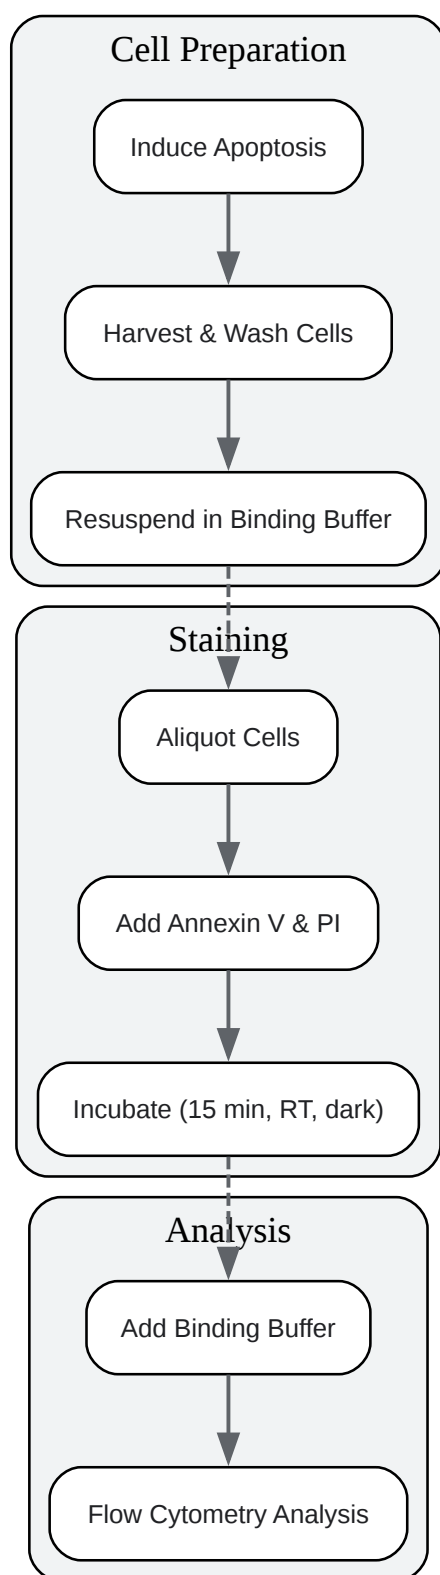 Cell Preparation
Induce Apoptosis
Harvest & Wash Cells
Resuspend in Binding Buffer
Staining
Aliquot Cells
Add Annexin V & PI
Incubate (15 min, RT, dark)
Analysis
Add Binding Buffer
Flow Cytometry Analysis